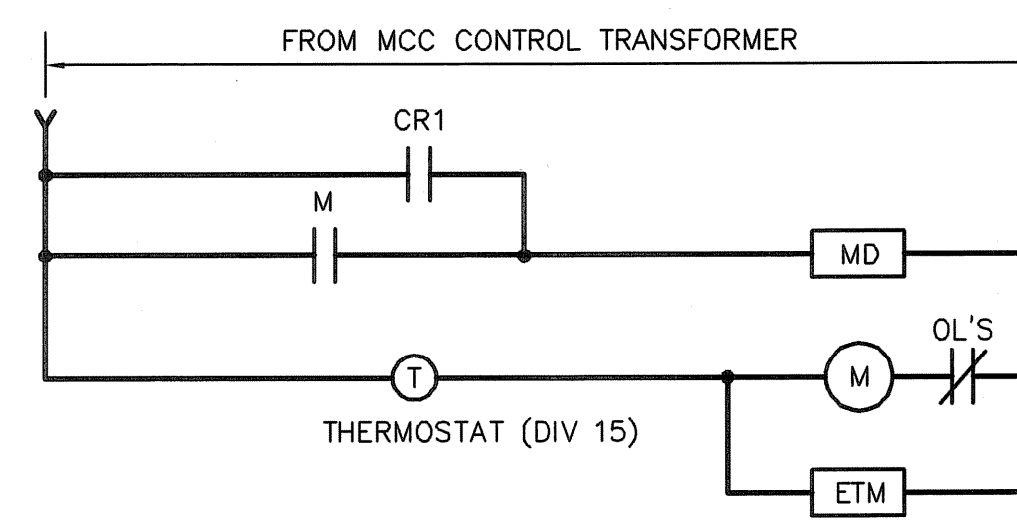 FROM MCC CONTROL TRANSFORMER
CR1
M
MD
OL'S
T
M
THERMOSTAT (DIV 15)
ETM